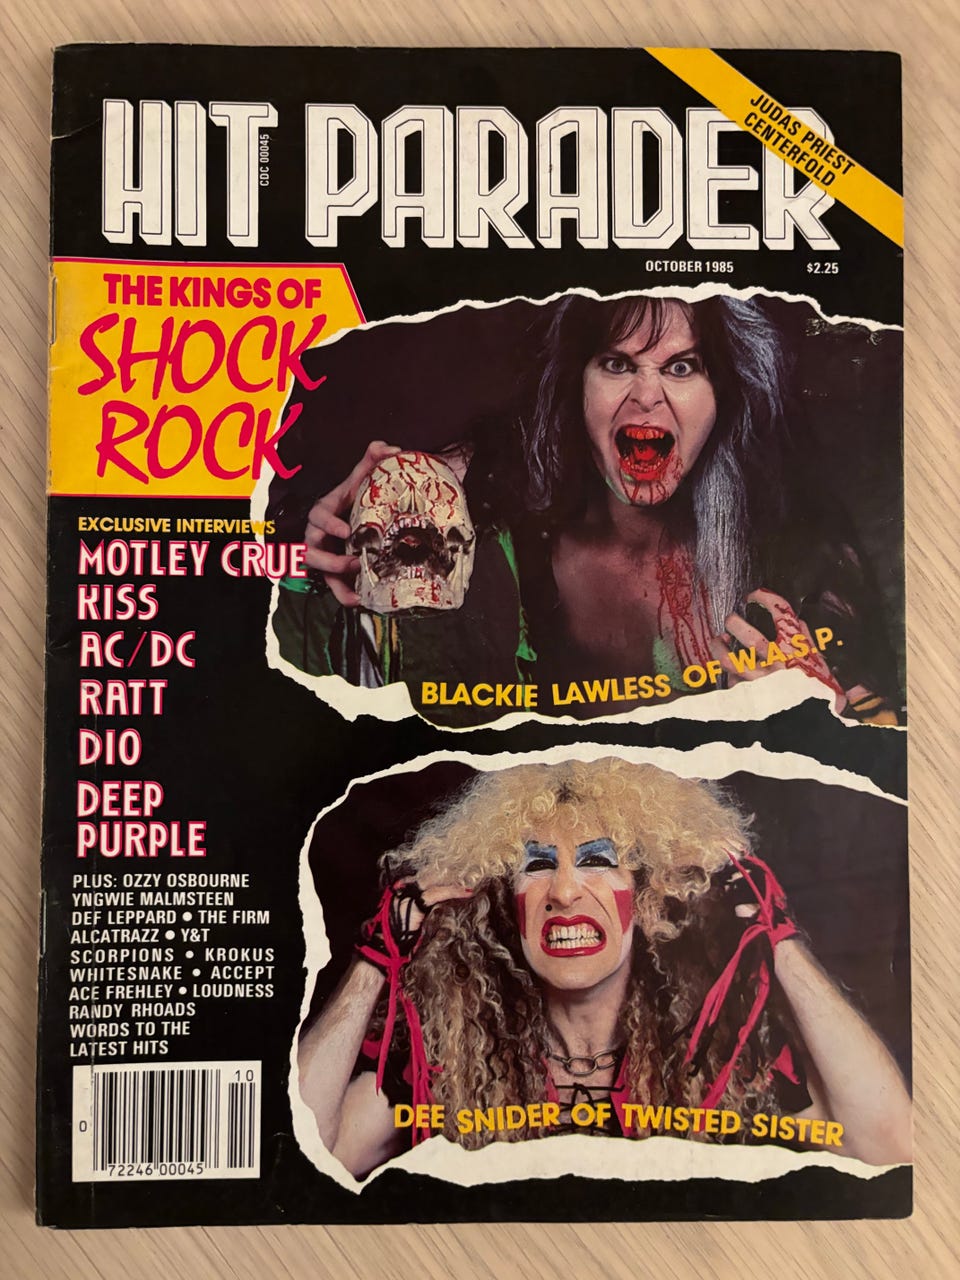 HIT PARADER
CDC 00045
JUDAS PRIEST
CENTERFOLD
OCTOBER 1985 $2.25
THE KINGS OF
SHOCK
ROCK
EXCLUSIVE INTERVIEWS
MOTLEY CRUE
KISS
AC/DC
RATT
DIO
DEEP
PURPLE
BLACKIE LAWLESS OF W.A.S.P.
PLUS: OZZY OSBOURNE
YNGWIE MALMSTEEN
DEF LEPPARD • THE FIRM
ALCATRAZZ • Y&T
SCORPIONS • KROKUS
WHITESNAKE • ACCEPT
ACE FREHLEY • LOUDNESS
RANDY RHOADS
WORDS TO THE
LATEST HITS
DEE SNIDER OF TWISTED SISTER
10
0
72246 00045